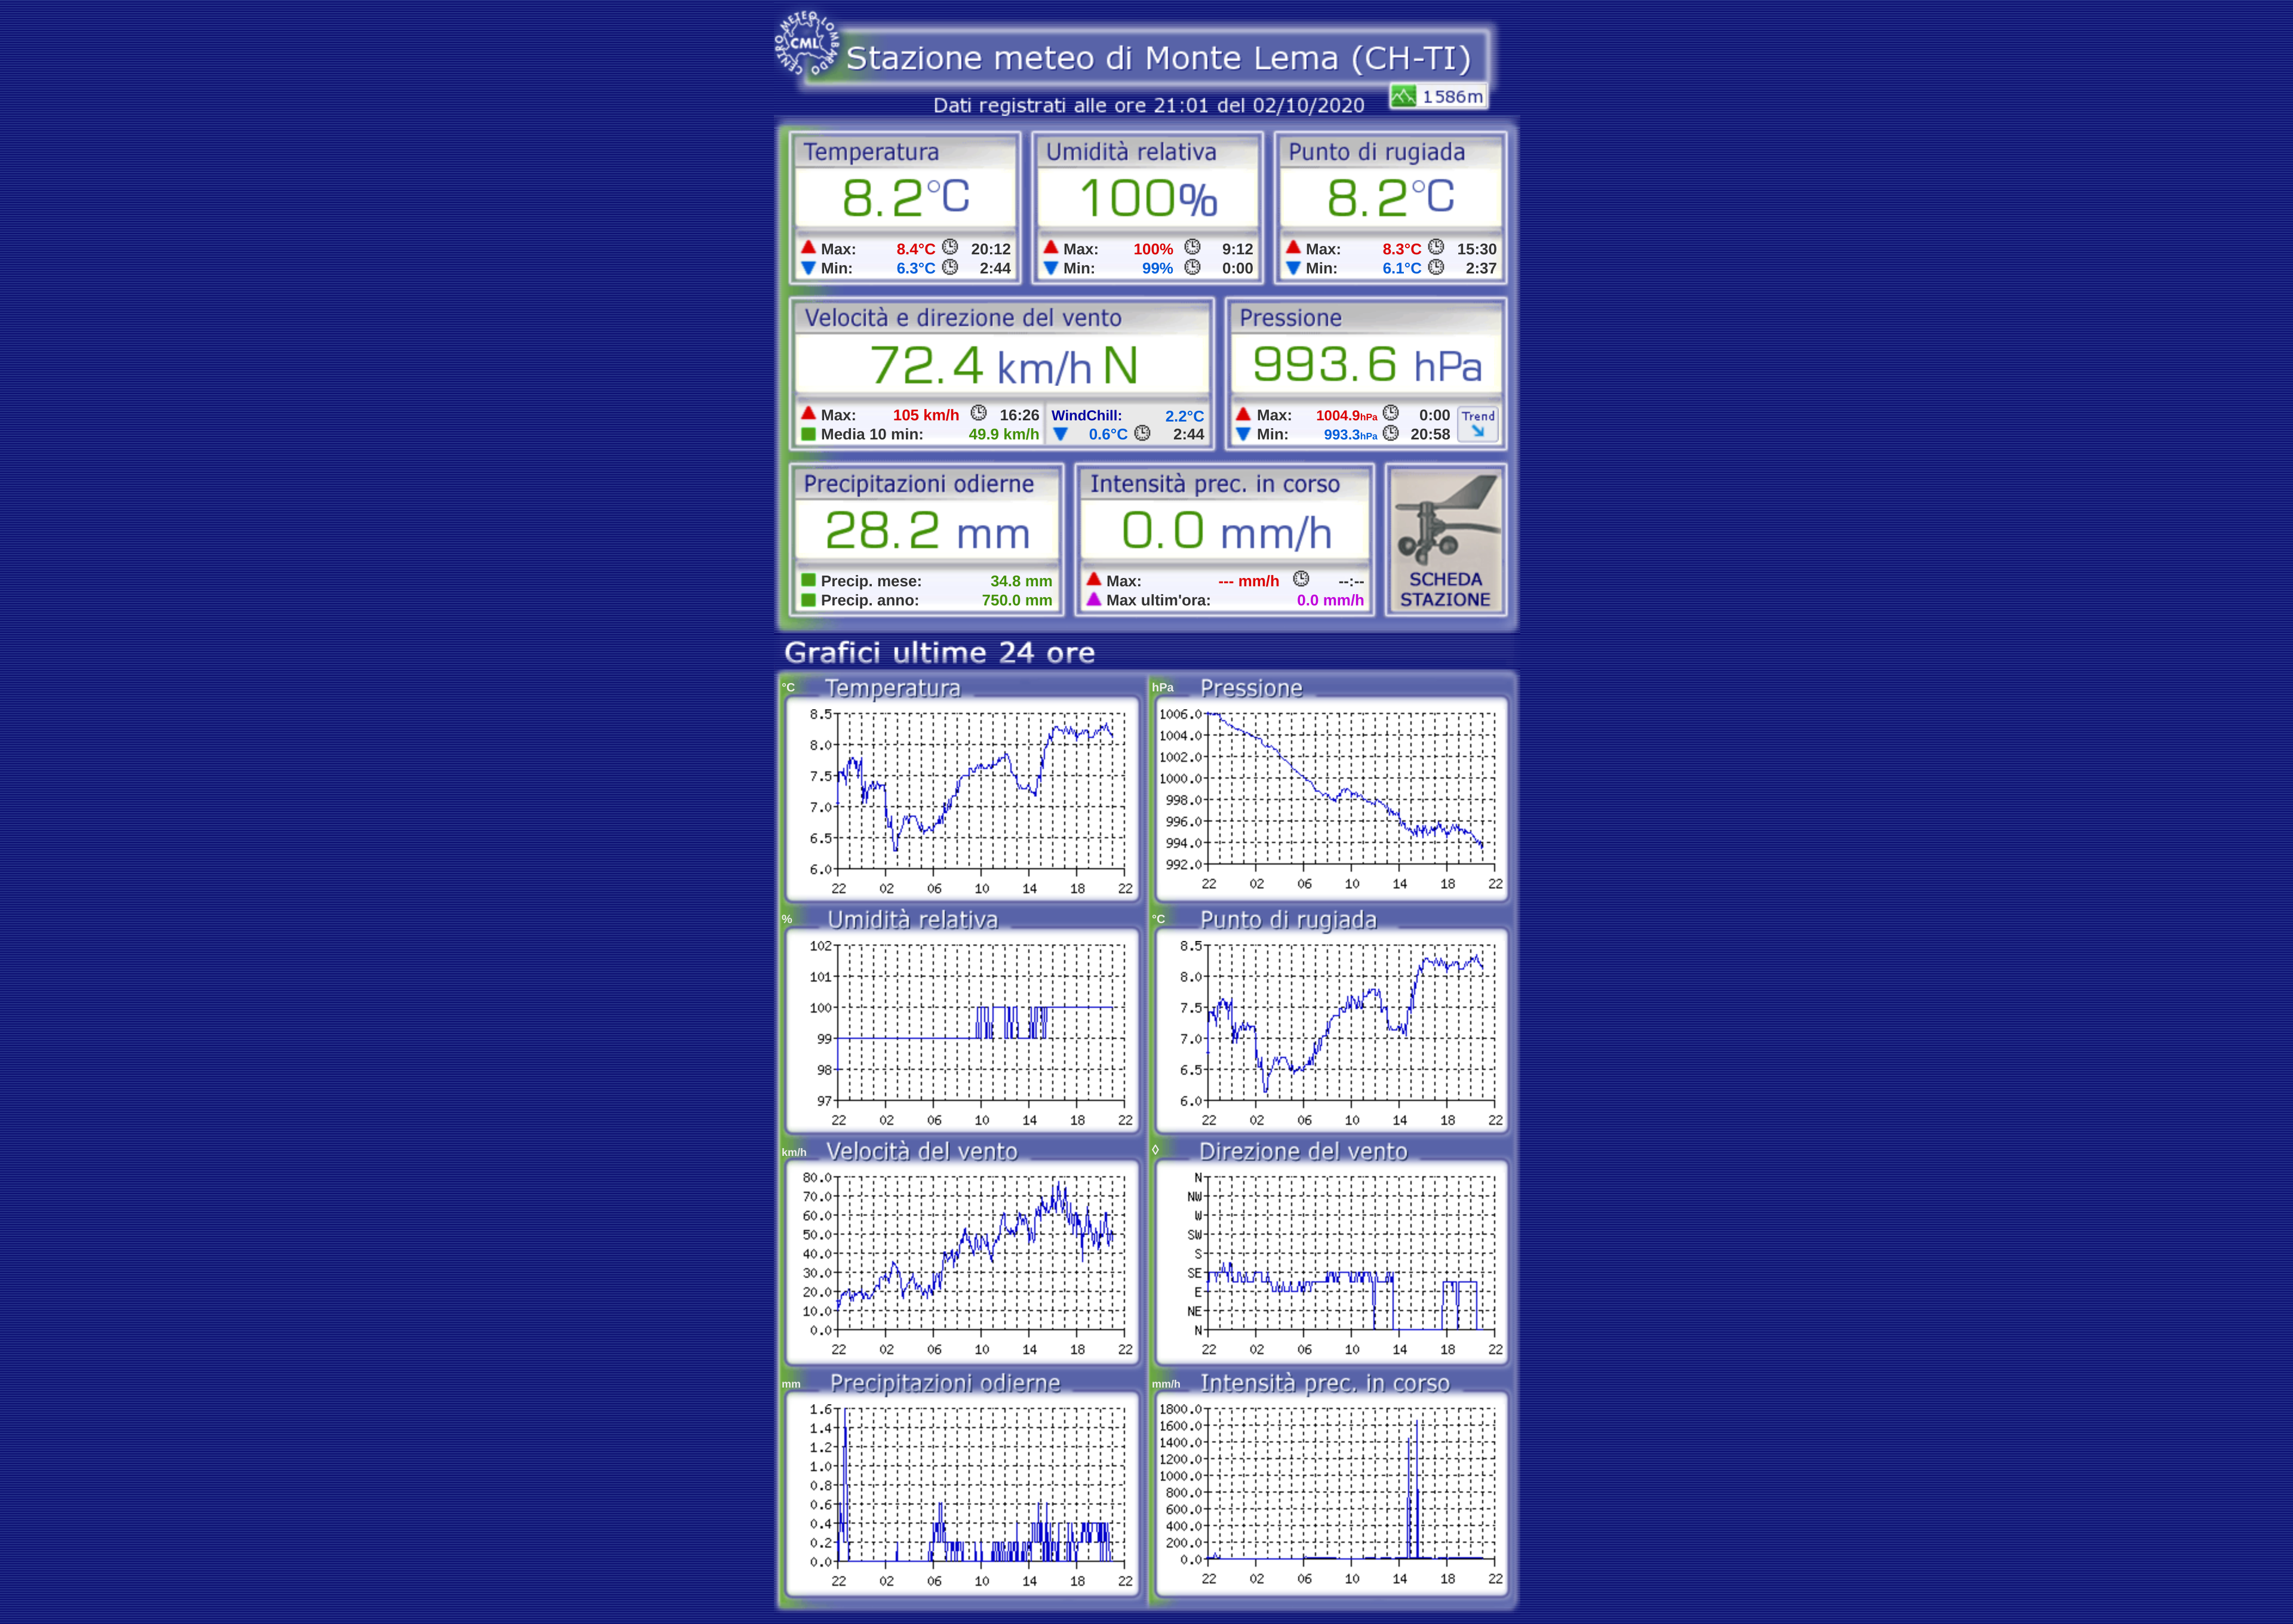 CENTRO METEO LOMBARDO
CML
Stazione meteo di Monte Lema (CH-TI)
Dati registrati alle ore 21:01 del 02/10/2020
1586m
Temperatura Umidità relativa Punto di rugiada
8.2°C 100% 8.2°C
Max: 8.4°C 20:12 Max: 100% 9:12 Max: 8.3°C 15:30
Min: 6.3°C 2:44 Min: 99% 0:00 Min: 6.1°C 2:37
Velocità e direzione del vento Pressione
72.4 km/h N 993.6 hPa
Max: 105 km/h 16:26 WindChill: 2.2°C Max: 1004.9hPa 0:00 Trend
Media 10 min: 49.9 km/h 0.6°C 2:44 Min: 993.3hPa 20:58
Precipitazioni odierne Intensità prec. in corso
28.2 mm 0.0 mm/h
Precip. mese: 34.8 mm Max: --- mm/h --:-- SCHEDA
Precip. anno: 750.0 mm Max ultim'ora: 0.0 mm/h STAZIONE
Grafici ultime 24 ore
°C Temperatura
8.5
8.0
7.5
7.0
6.5
6.0
22 02 06 10 14 18 22
hPa Pressione
1006.0
1004.0
1002.0
1000.0
998.0
996.0
994.0
992.0
22 02 06 10 14 18 22
% Umidità relativa
102
101
100
99
98
97
22 02 06 10 14 18 22
°C Punto di rugiada
8.5
8.0
7.5
7.0
6.5
6.0
22 02 06 10 14 18 22
km/h Velocità del vento
80.0
70.0
60.0
50.0
40.0
30.0
20.0
10.0
0.0
22 02 06 10 14 18 22
◊ Direzione del vento
N
NW
W
SW
S
SE
E
NE
N
22 02 06 10 14 18 22
mm Precipitazioni odierne
1.6
1.4
1.2
1.0
0.8
0.6
0.4
0.2
0.0
22 02 06 10 14 18 22
mm/h Intensità prec. in corso
1800.0
1600.0
1400.0
1200.0
1000.0
800.0
600.0
400.0
200.0
0.0
22 02 06 10 14 18 22